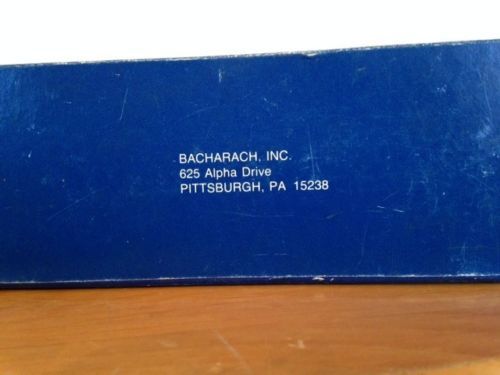 BACHARACH, INC.
625 Alpha Drive
PITTSBURGH, PA 15238